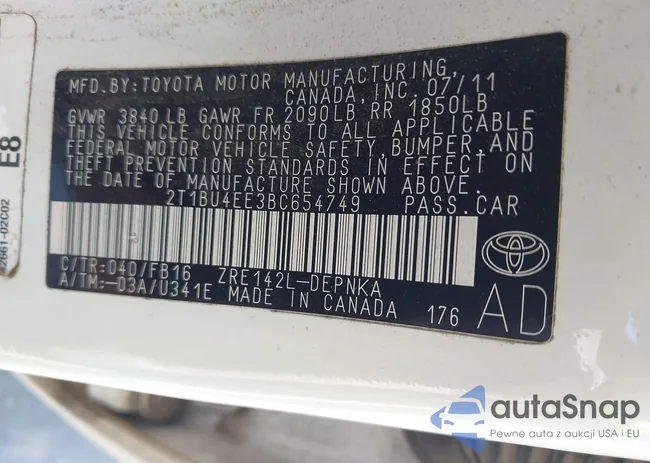 MFD.BY:TOYOTA MOTOR MANUFACTURING,
CANADA, INC. 07/11
GVWR 3840 LB GAWR FR 2090LB RR 1850LB
THIS VEHICLE CONFORMS TO ALL APPLICABLE
FEDERAL MOTOR VEHICLE SAFETY, BUMPER, AND
THEFT PREVENTION STANDARDS IN EFFECT ON
THE DATE OF MANUFACTURE SHOWN ABOVE.
2T1BU4EE3BC654749 PASS.CAR
C/TR:040/FB16 ZRE142L-DEPNKA
A/TM:-03A/U341E MADE IN CANADA 176
AD
E8
42661-02C02
autaSnap
Pewne auta z aukcji USA i EU